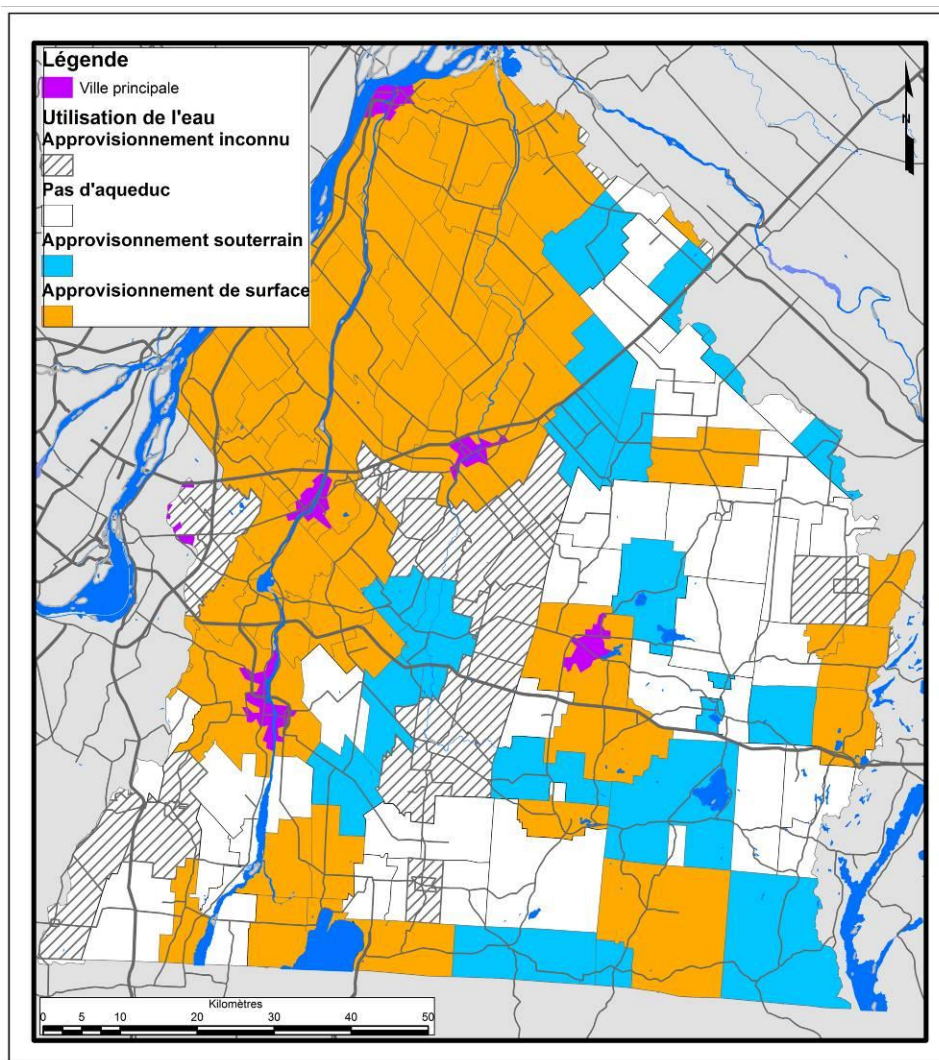 Légende
Ville principale
Utilisation de l'eau
Approvisionnement inconnu
Pas d'aqueduc
Approvisonnement souterrain
Approvisionnement de surface
N
Kilomètres
0 5 10 20 30 40 50